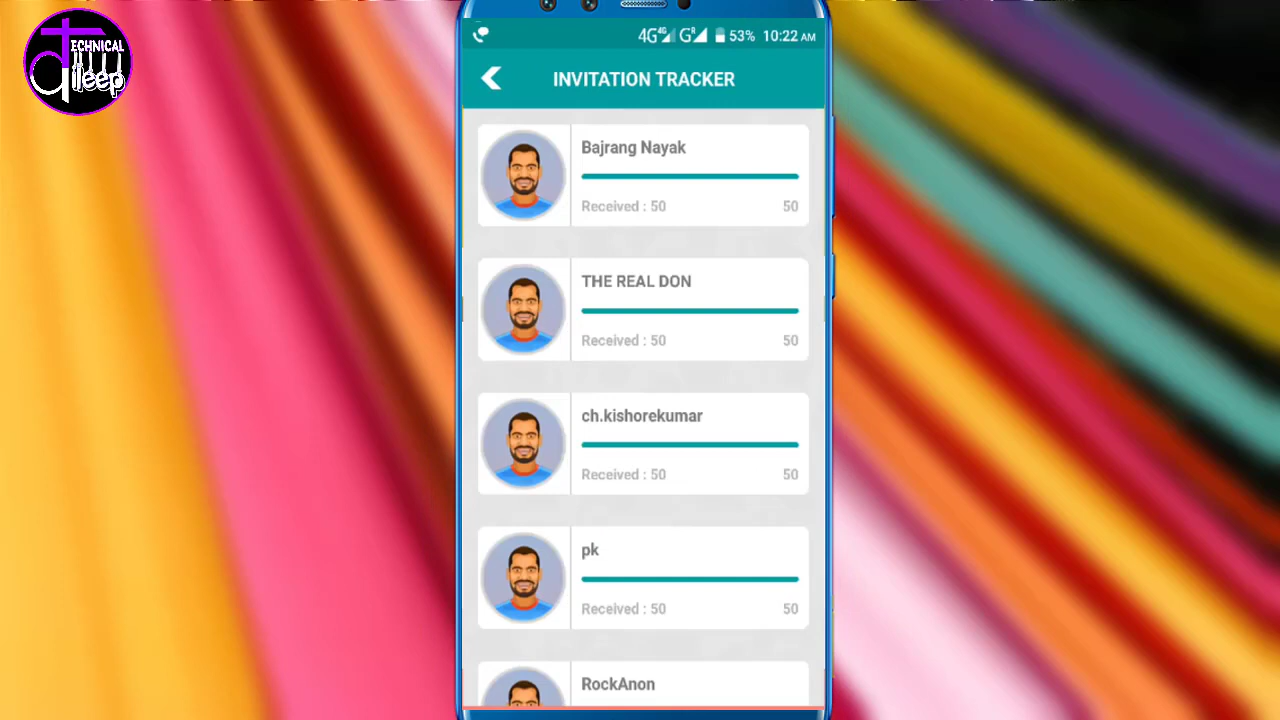 TECHNICAL
dileep
4G 4G G R 53% 10:22 AM
INVITATION TRACKER
Bajrang Nayak
Received : 50 50
THE REAL DON
Received : 50 50
ch.kishorekumar
Received : 50 50
pk
Received : 50 50
RockAnon